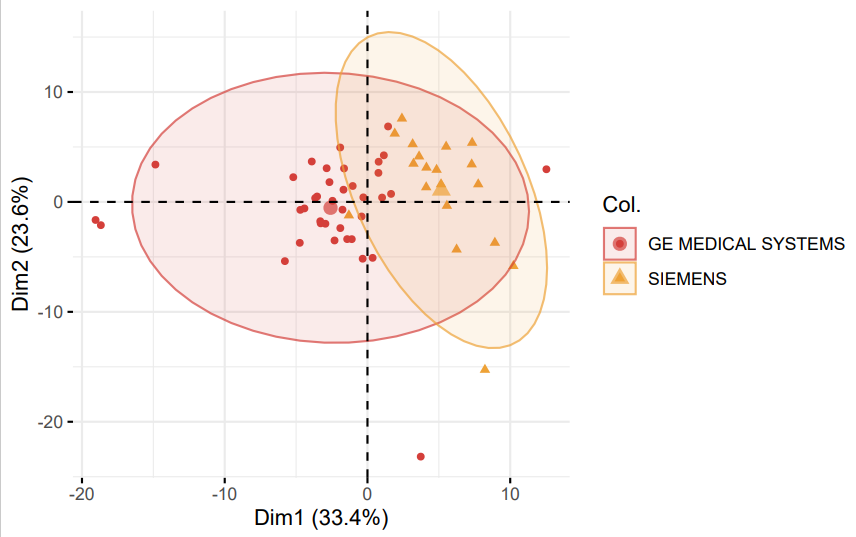 10
0
-10
-20
Dim2 (23.6%)
-20
-10
0
10
Dim1 (33.4%)
Col.
GE MEDICAL SYSTEMS
SIEMENS